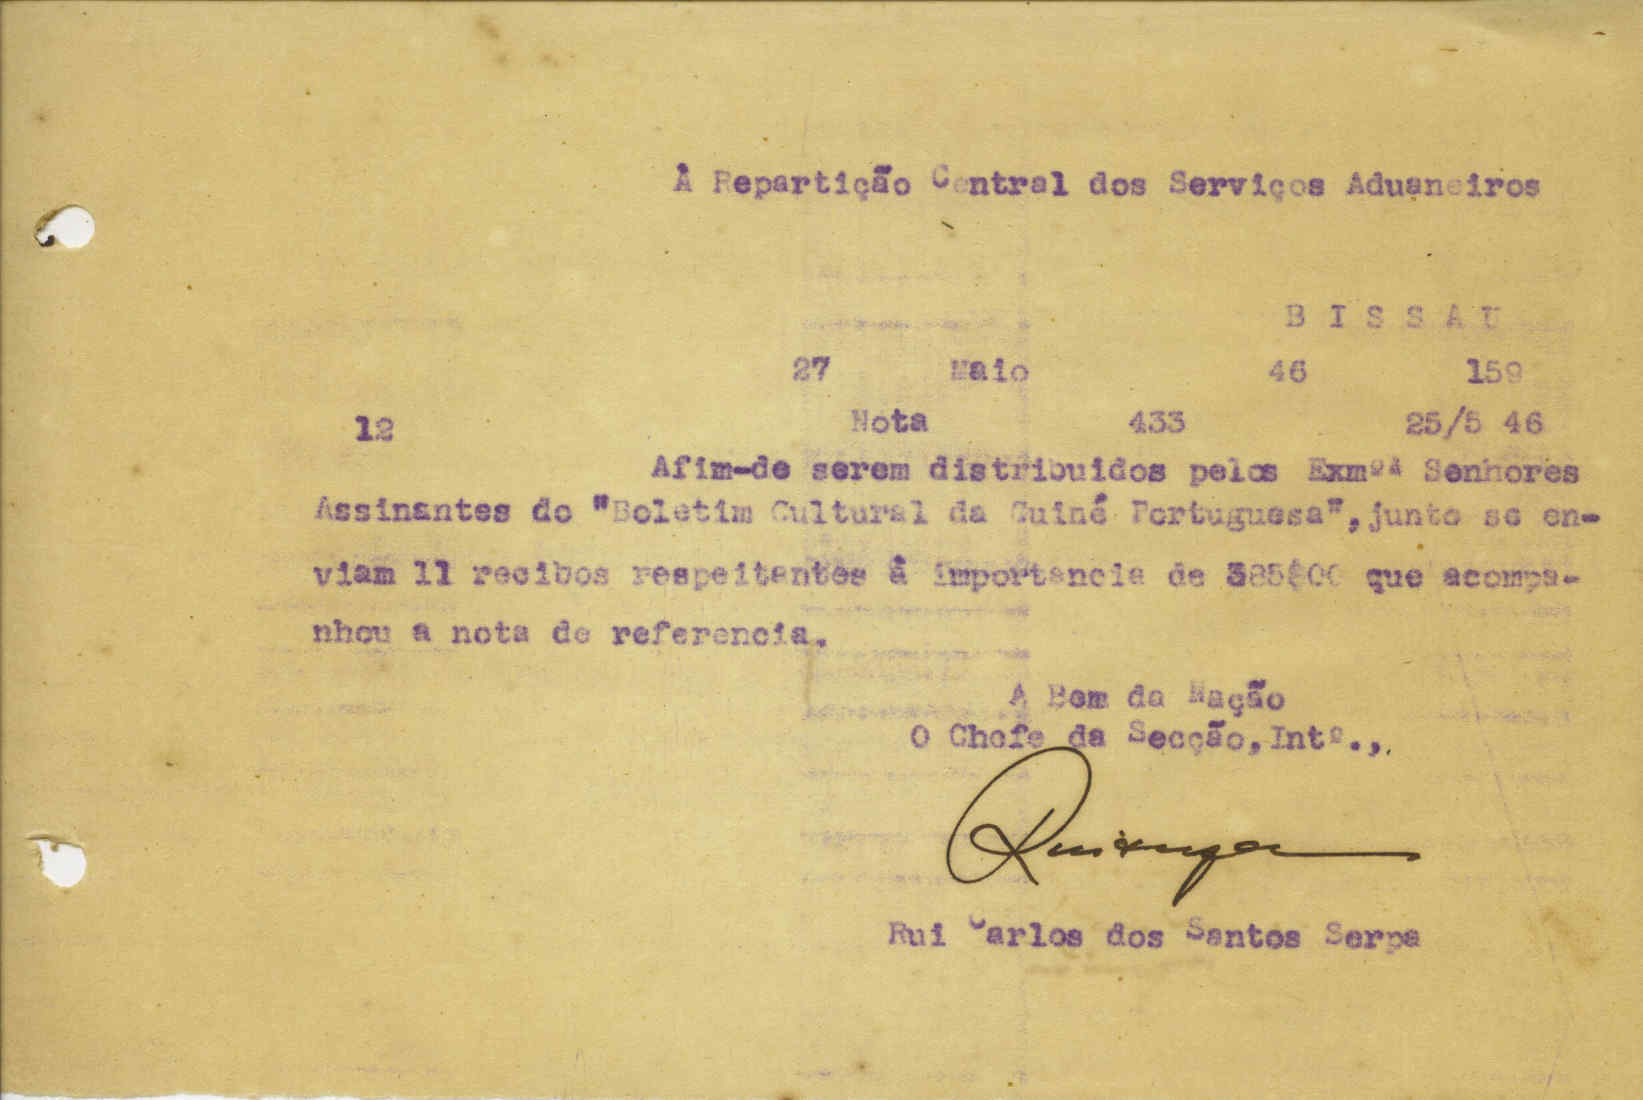 À Repartição Central dos Serviços Aduaneiros
B I S S A U
27 Maio 46 159
12 Nota 433 25/5 46
Afim-de serem distribuidos pelos Exmºs Senhores
Assinantes do "Boletim Cultural da Guiné Portuguesa", junto se en-
viam 11 recibos respeitantes à importancia de 385$00 que acompa-
nhou a nota de referencia.
A Bem da Nação
O Chefe da Secção, Intº.,
Rui Carlos dos Santos Serpa